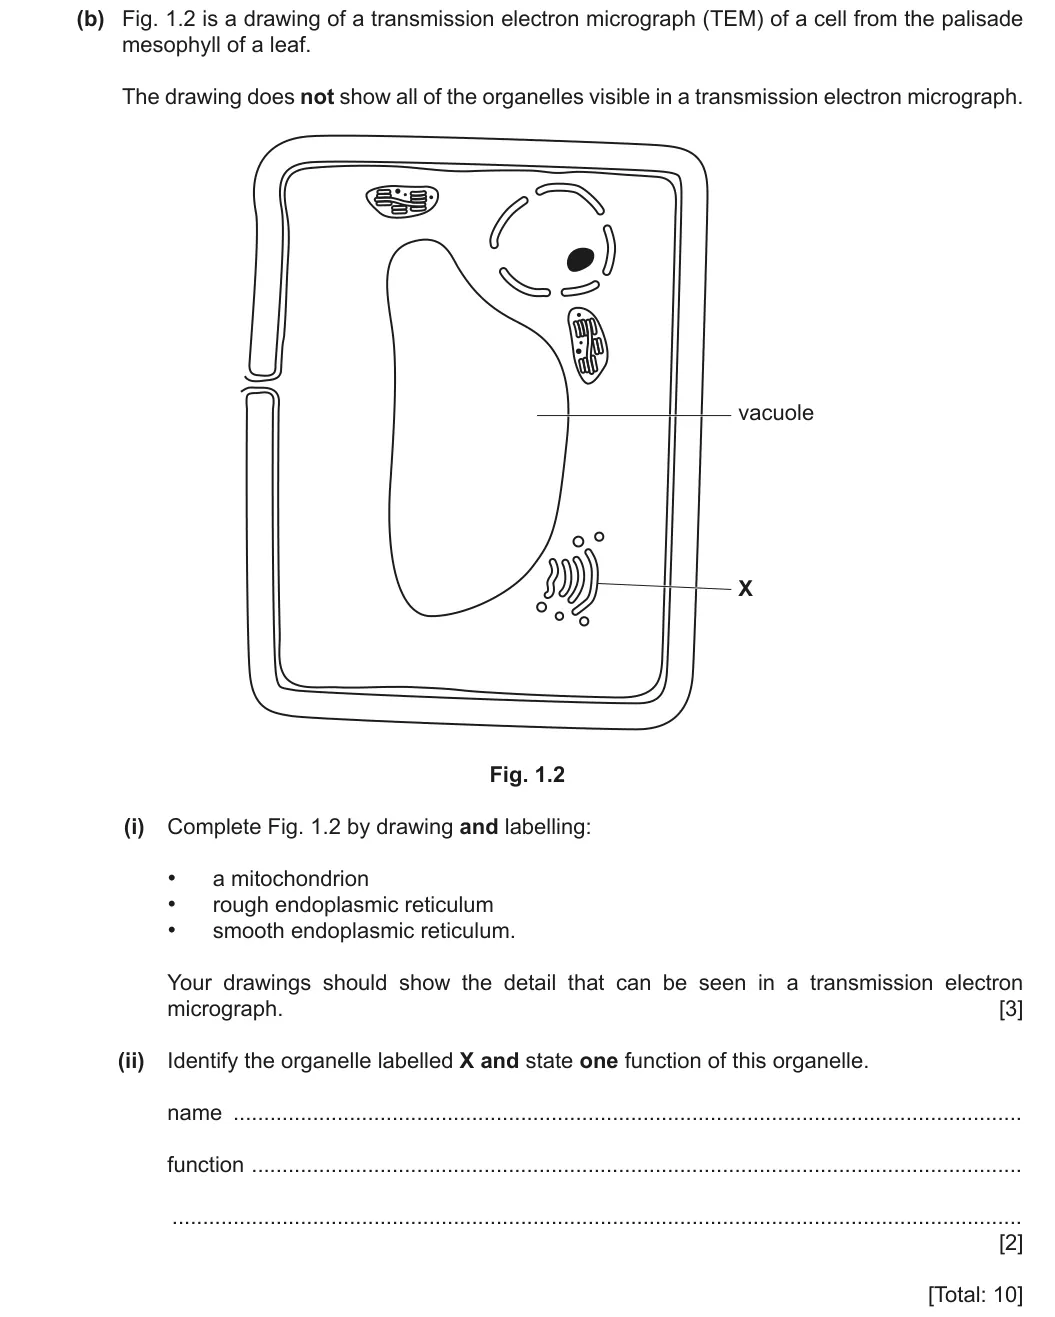 (b) Fig. 1.2 is a drawing of a transmission electron micrograph (TEM) of a cell from the palisade
mesophyll of a leaf.
The drawing does not show all of the organelles visible in a transmission electron micrograph.
vacuole
X
Fig. 1.2
(i) Complete Fig. 1.2 by drawing and labelling:
• a mitochondrion
• rough endoplasmic reticulum
• smooth endoplasmic reticulum.
Your drawings should show the detail that can be seen in a transmission electron
micrograph. [3]
(ii) Identify the organelle labelled X and state one function of this organelle.
name ....................................................................................................................................
function .................................................................................................................................
..............................................................................................................................................
[2]
[Total: 10]